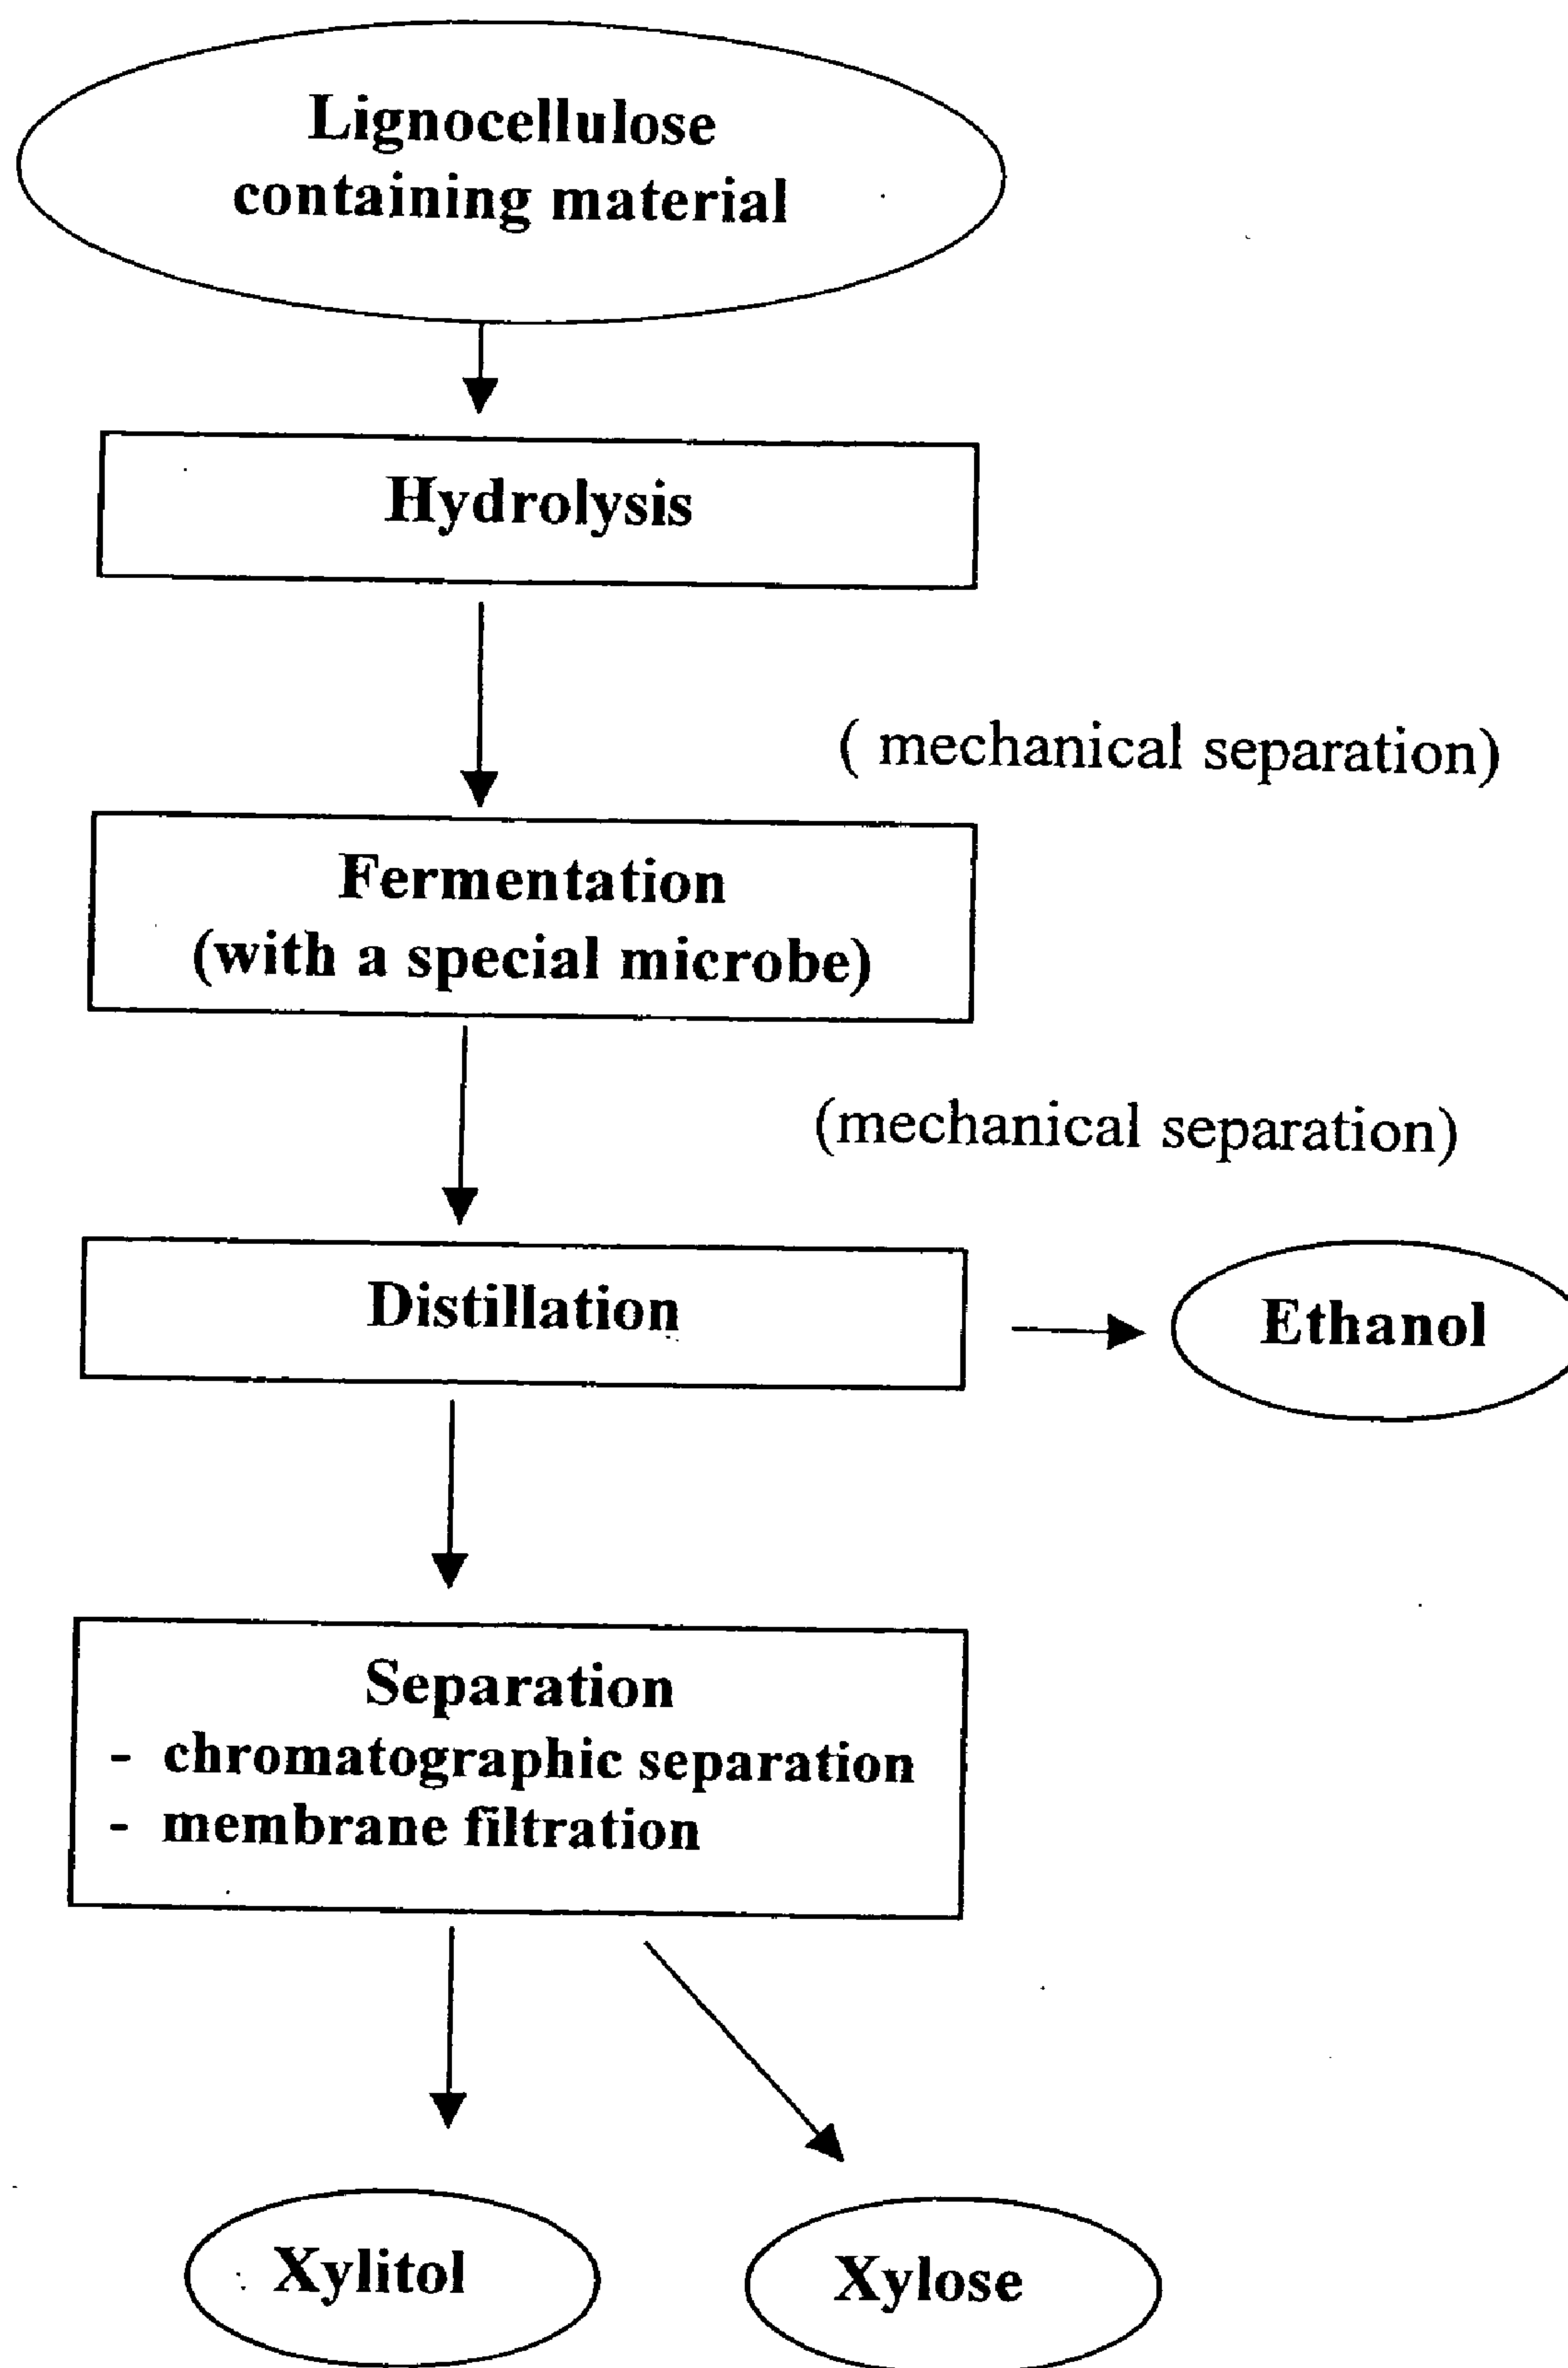 Lignocellulose
containing material
Hydrolysis
( mechanical separation)
Fermentation
(with a special microbe)
(mechanical separation)
Distillation
Ethanol
Separation
- chromatographic separation
- membrane filtration
Xylitol
Xylose